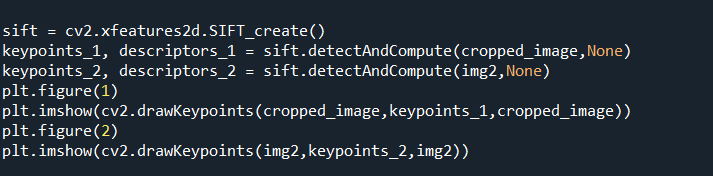 sift = cv2.xfeatures2d.SIFT_create()
keypoints_1, descriptors_1 = sift.detectAndCompute(cropped_image,None)
keypoints_2, descriptors_2 = sift.detectAndCompute(img2,None)
plt.figure(1)
plt.imshow(cv2.drawKeypoints(cropped_image,keypoints_1,cropped_image))
plt.figure(2)
plt.imshow(cv2.drawKeypoints(img2,keypoints_2,img2))